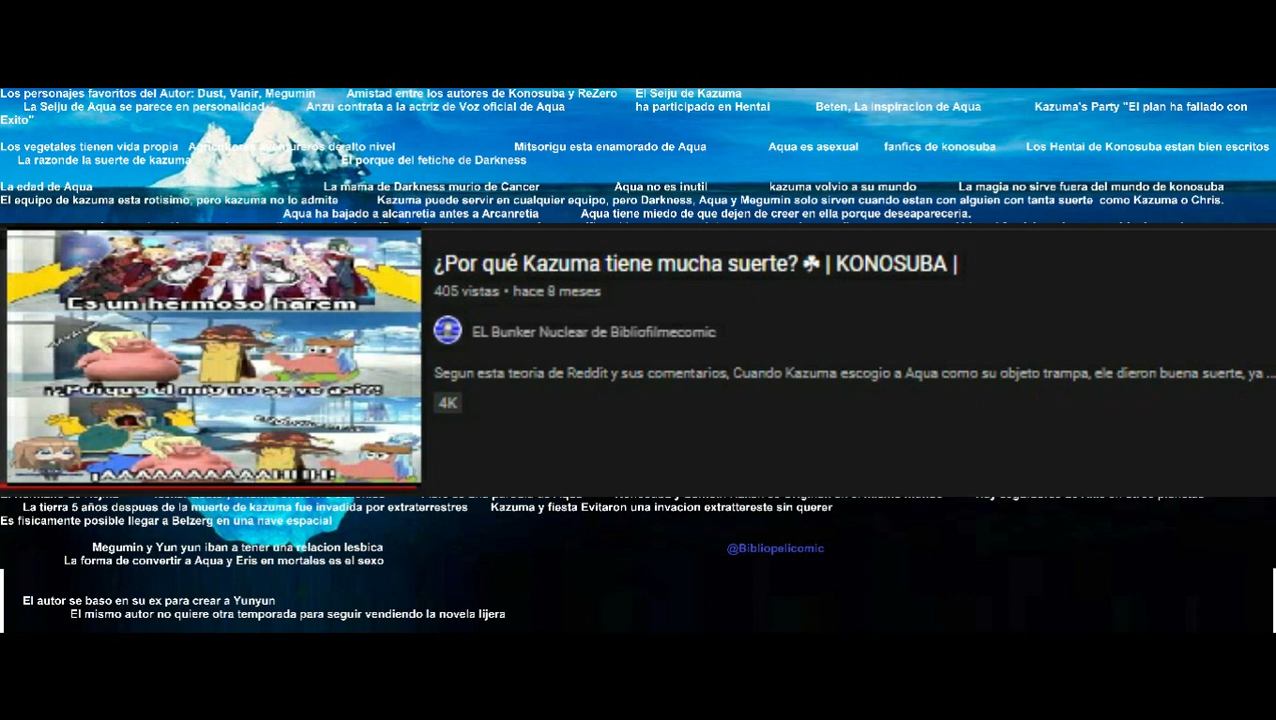 Los personajes favoritos del Autor: Dust, Vanir, Megumin Amistad entre los autores de Konosuba y ReZero El Seiju de Kazuma
La Seiju de Aqua se parece en personalidad Anzu contrata a la actriz de Voz oficial de Aqua ha participado en Hentai Beten, La inspiracion de Aqua Kazuma's Party "El plan ha fallado con
Exito"
Los vegetales tienen vida propia Agricultores aventureros de alto nivel Mitsorigu esta enamorado de Aqua Aqua es asexual fanfics de konosuba Los Hentai de Konosuba estan bien escritos
La razonde la suerte de kazuma El porque del fetiche de Darkness
La edad de Aqua La mama de Darkness murio de Cancer Aqua no es inutil kazuma volvio a su mundo La magia no sirve fuera del mundo de konosuba
El equipo de kazuma esta rotisimo, pero kazuma no lo admite Kazuma puede servir en cualquier equipo, pero Darkness, Aqua y Megumin solo sirven cuando estan con alguien con tanta suerte como Kazuma o Chris.
Aqua ha bajado a alcanretia antes a Arcanretia Aqua tiene miedo de que dejen de creer en ella porque desapareceria.
Es un hermoso harem
¿Por qué Kazuma tiene mucha suerte? ☘ | KONOSUBA |
405 vistas • hace 8 meses
EL Bunker Nuclear de Bibliofilmecomic
Segun esta teoria de Reddit y sus comentarios, Cuando Kazuma escogio a Aqua como su objeto trampa, ele dieron buena suerte, ya ...
4K
¡AAAAAAAAAAAHHH!
La tierra 5 años despues de la muerte de kazuma fue invadida por extraterrestres Kazuma y fiesta Evitaron una invacion extrattereste sin querer
Es fisicamente posible llegar a Belzerg en una nave espacial
Megumin y Yun yun iban a tener una relacion lesbica @Bibliopelicomic
La forma de convertir a Aqua y Eris en mortales es el sexo
El autor se baso en su ex para crear a Yunyun
El mismo autor no quiere otra temporada para seguir vendiendo la novela lijera